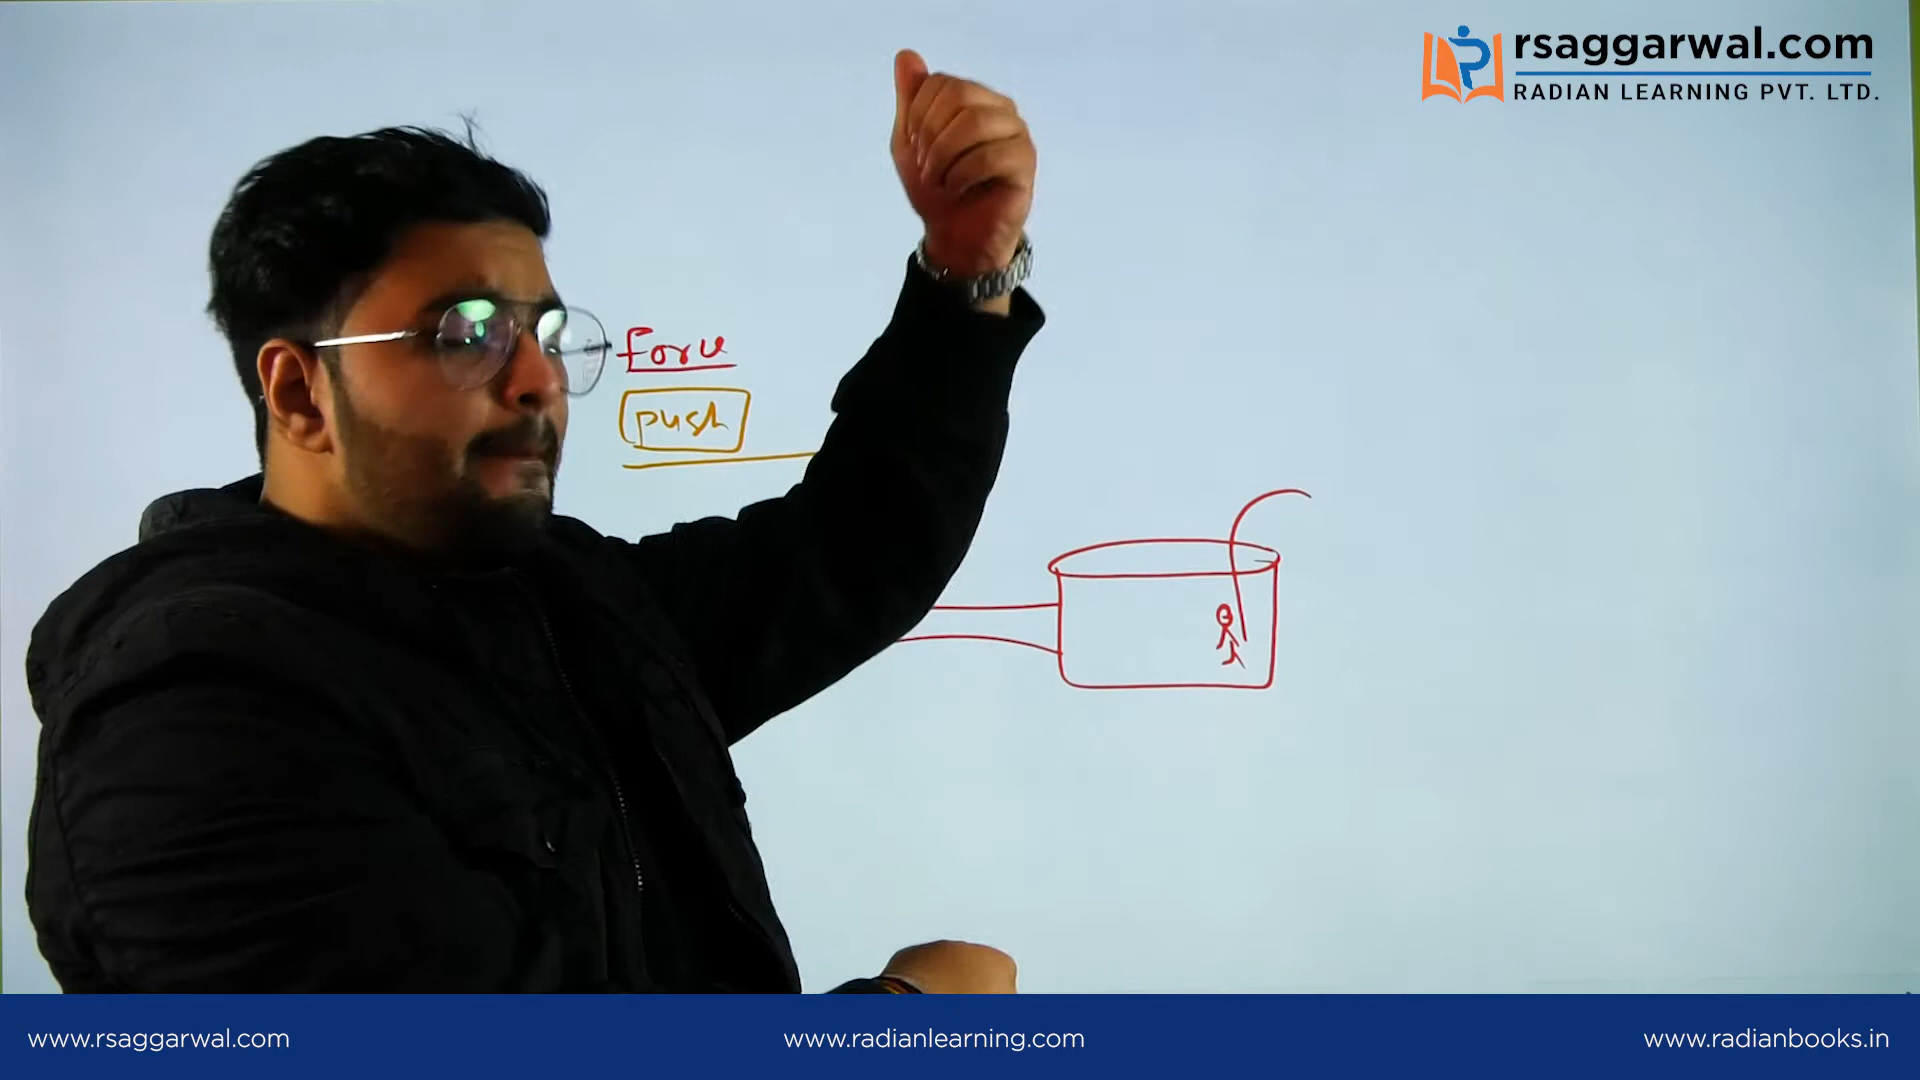 rsaggarwal.com
RADIAN LEARNING PVT. LTD.
force
push
www.rsaggarwal.com
www.radianlearning.com
www.radianbooks.in